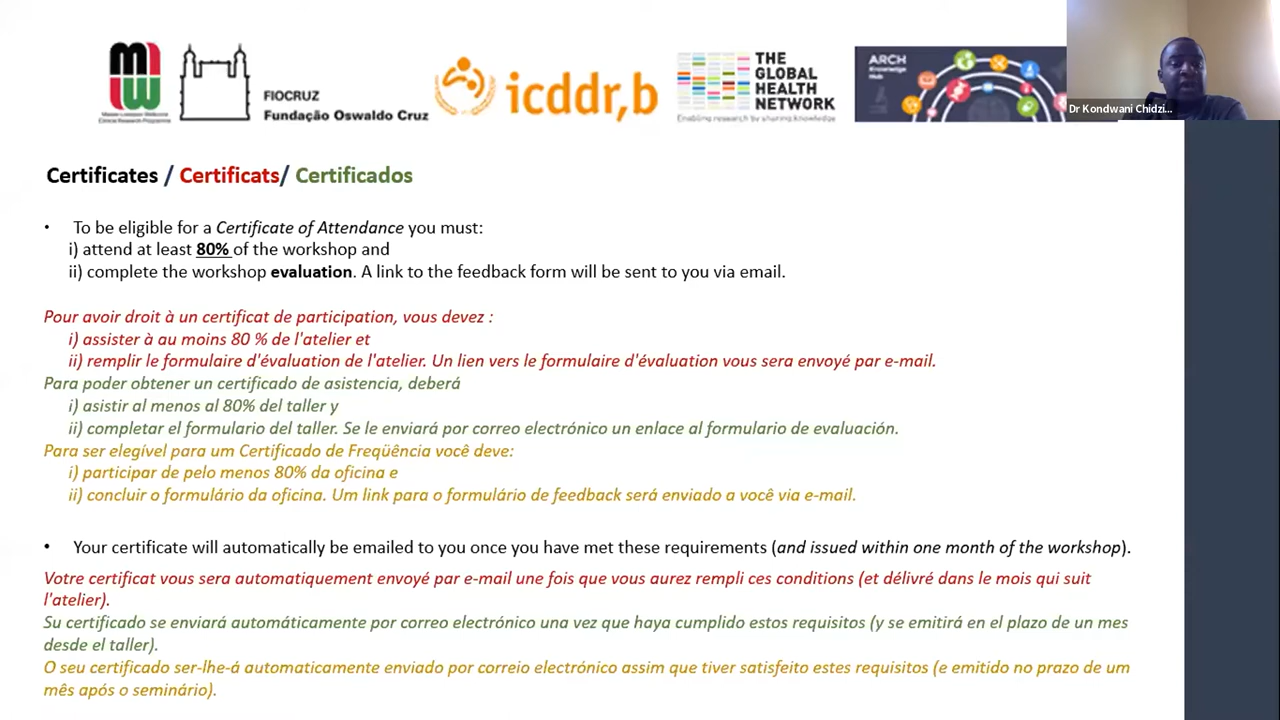 FIOCRUZ
Fundação Oswaldo Cruz
icddr,b
THE
GLOBAL
HEALTH
NETWORK
Enabling research by sharing knowledge
ARCH
Knowledge
Hub
Dr Kondwani Chidzi...
Certificates / Certificats/ Certificados
• To be eligible for a Certificate of Attendance you must:
i) attend at least 80% of the workshop and
ii) complete the workshop evaluation. A link to the feedback form will be sent to you via email.
Pour avoir droit à un certificat de participation, vous devez :
i) assister à au moins 80 % de l'atelier et
ii) remplir le formulaire d'évaluation de l'atelier. Un lien vers le formulaire d'évaluation vous sera envoyé par e-mail.
Para poder obtener un certificado de asistencia, deberá
i) asistir al menos al 80% del taller y
ii) completar el formulario del taller. Se le enviará por correo electrónico un enlace al formulario de evaluación.
Para ser elegível para um Certificado de Freqüência você deve:
i) participar de pelo menos 80% da oficina e
ii) concluir o formulário da oficina. Um link para o formulário de feedback será enviado a você via e-mail.
• Your certificate will automatically be emailed to you once you have met these requirements (and issued within one month of the workshop).
Votre certificat vous sera automatiquement envoyé par e-mail une fois que vous aurez rempli ces conditions (et délivré dans le mois qui suit
l'atelier).
Su certificado se enviará automáticamente por correo electrónico una vez que haya cumplido estos requisitos (y se emitirá en el plazo de un mes
desde el taller).
O seu certificado ser-lhe-á automaticamente enviado por correio electrónico assim que tiver satisfeito estes requisitos (e emitido no prazo de um
mês após o seminário).